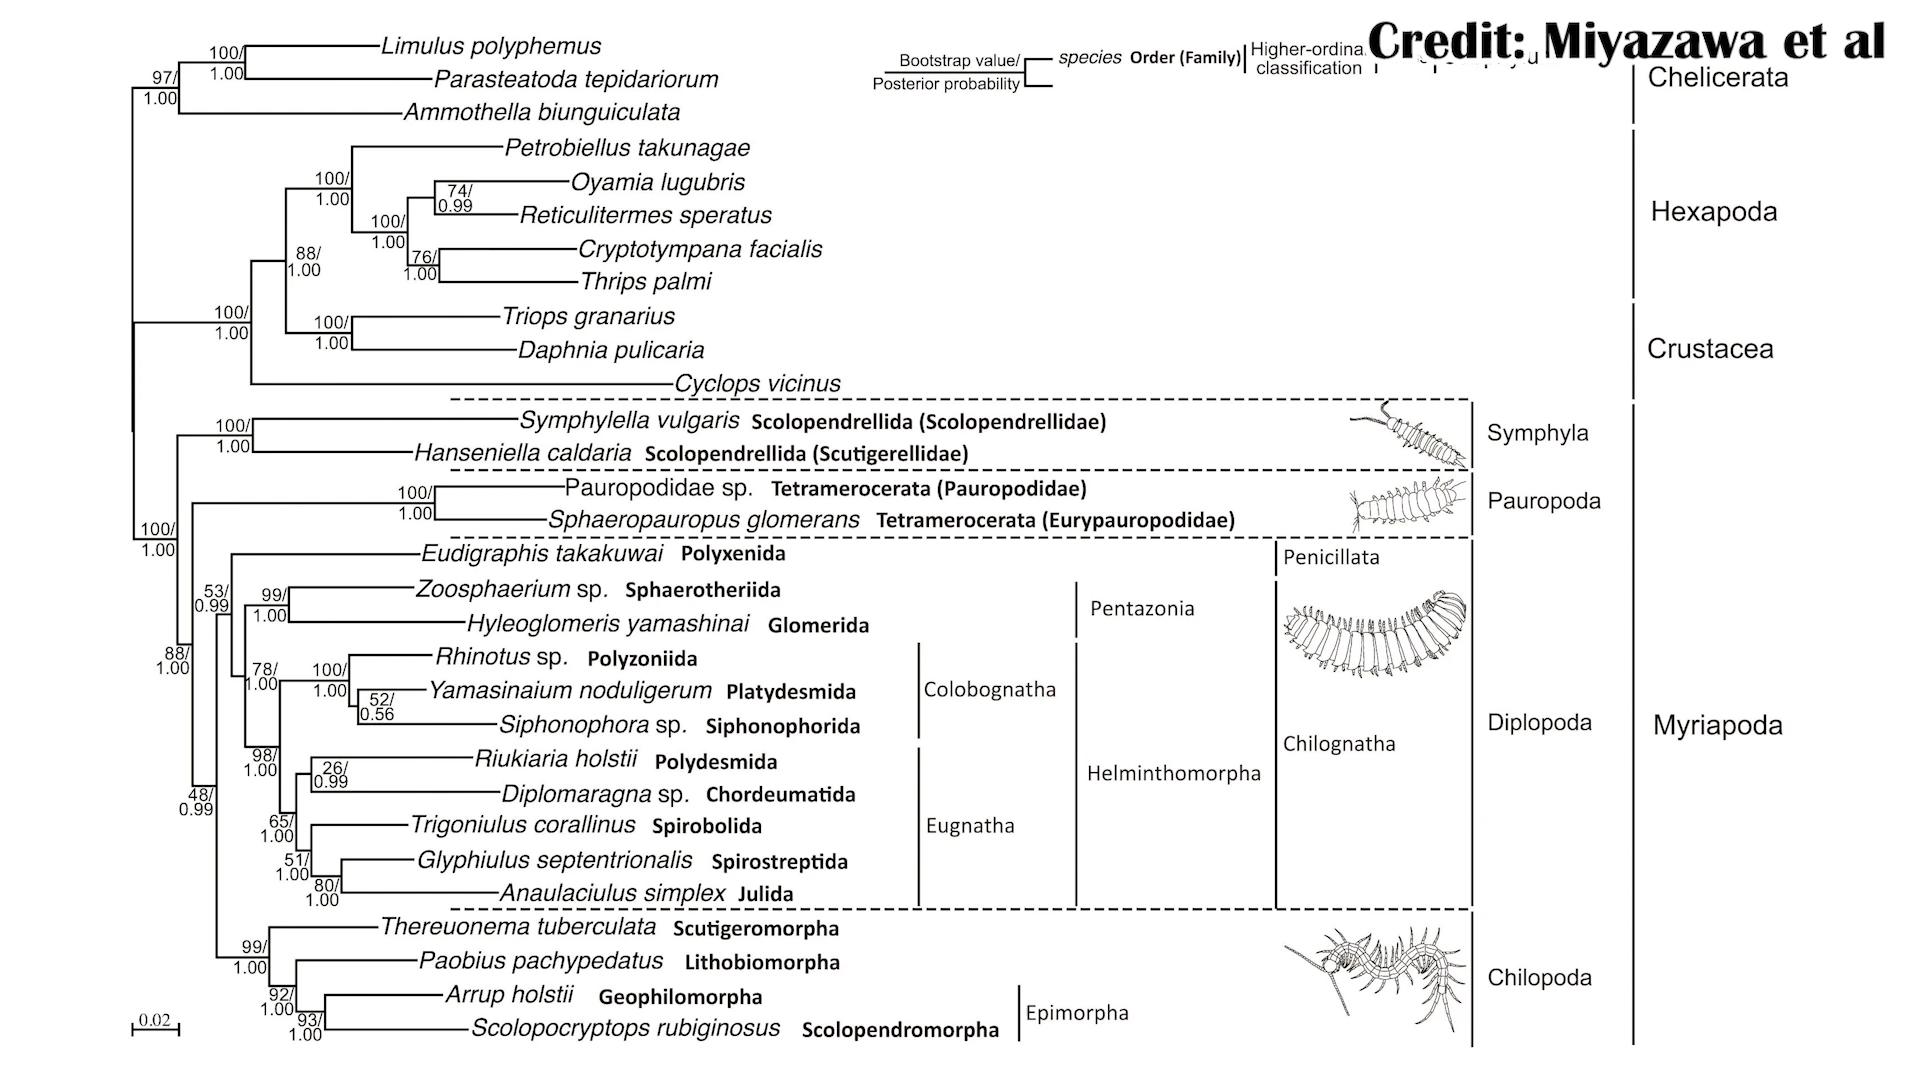 Credit: Miyazawa et al
Bootstrap value/
Posterior probability
species Order (Family)
classification
Limulus polyphemus
Parasteatoda tepidariorum
Ammothella biunguiculata
100/
1.00
97/
1.00
Chelicerata
Petrobiellus takunagae
Oyamia lugubris
Reticulitermes speratus
Cryptotympana facialis
Thrips palmi
100/
1.00
74/
0.99
100/
1.00
76/
1.00
88/
1.00
Hexapoda
Triops granarius
Daphnia pulicaria
Cyclops vicinus
100/
1.00
100/
1.00
Crustacea
Symphylella vulgaris Scolopendrellida (Scolopendrellidae)
Hanseniella caldaria Scolopendrellida (Scutigerellidae)
100/
1.00
Symphyla
Pauropodidae sp. Tetramerocerata (Pauropodidae)
Sphaeropauropus glomerans Tetramerocerata (Eurypauropodidae)
100/
1.00
Pauropoda
100/
1.00
Eudigraphis takakuwai Polyxenida
Penicillata
Zoosphaerium sp. Sphaerotheriida
Hyleoglomeris yamashinai Glomerida
53/
0.99
99/
1.00
Pentazonia
Rhinotus sp. Polyzoniida
Yamasinaium noduligerum Platydesmida
Siphonophora sp. Siphonophorida
88/
1.00
78/
1.00
100/
1.00
52/
0.56
Colobognatha
Riukiaria holstii Polydesmida
Diplomaragna sp. Chordeumatida
Trigoniulus corallinus Spirobolida
Glyphiulus septentrionalis Spirostreptida
Anaulaciulus simplex Julida
98/
1.00
26/
0.99
48/
0.99
65/
1.00
51/
1.00
80/
1.00
Eugnatha
Helminthomorpha
Chilognatha
Diplopoda
Myriapoda
Thereuonema tuberculata Scutigeromorpha
Paobius pachypedatus Lithobiomorpha
Arrup holstii Geophilomorpha
Scolopocryptops rubiginosus Scolopendromorpha
99/
1.00
92/
1.00
93/
1.00
Epimorpha
Chilopoda
0.02